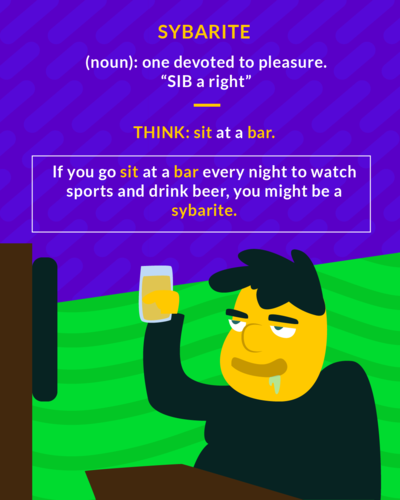 SYBARITE
(noun): one devoted to pleasure.
“SIB a right”
THINK: sit at a bar.
If you go sit at a bar every night to watch
sports and drink beer, you might be a
sybarite.